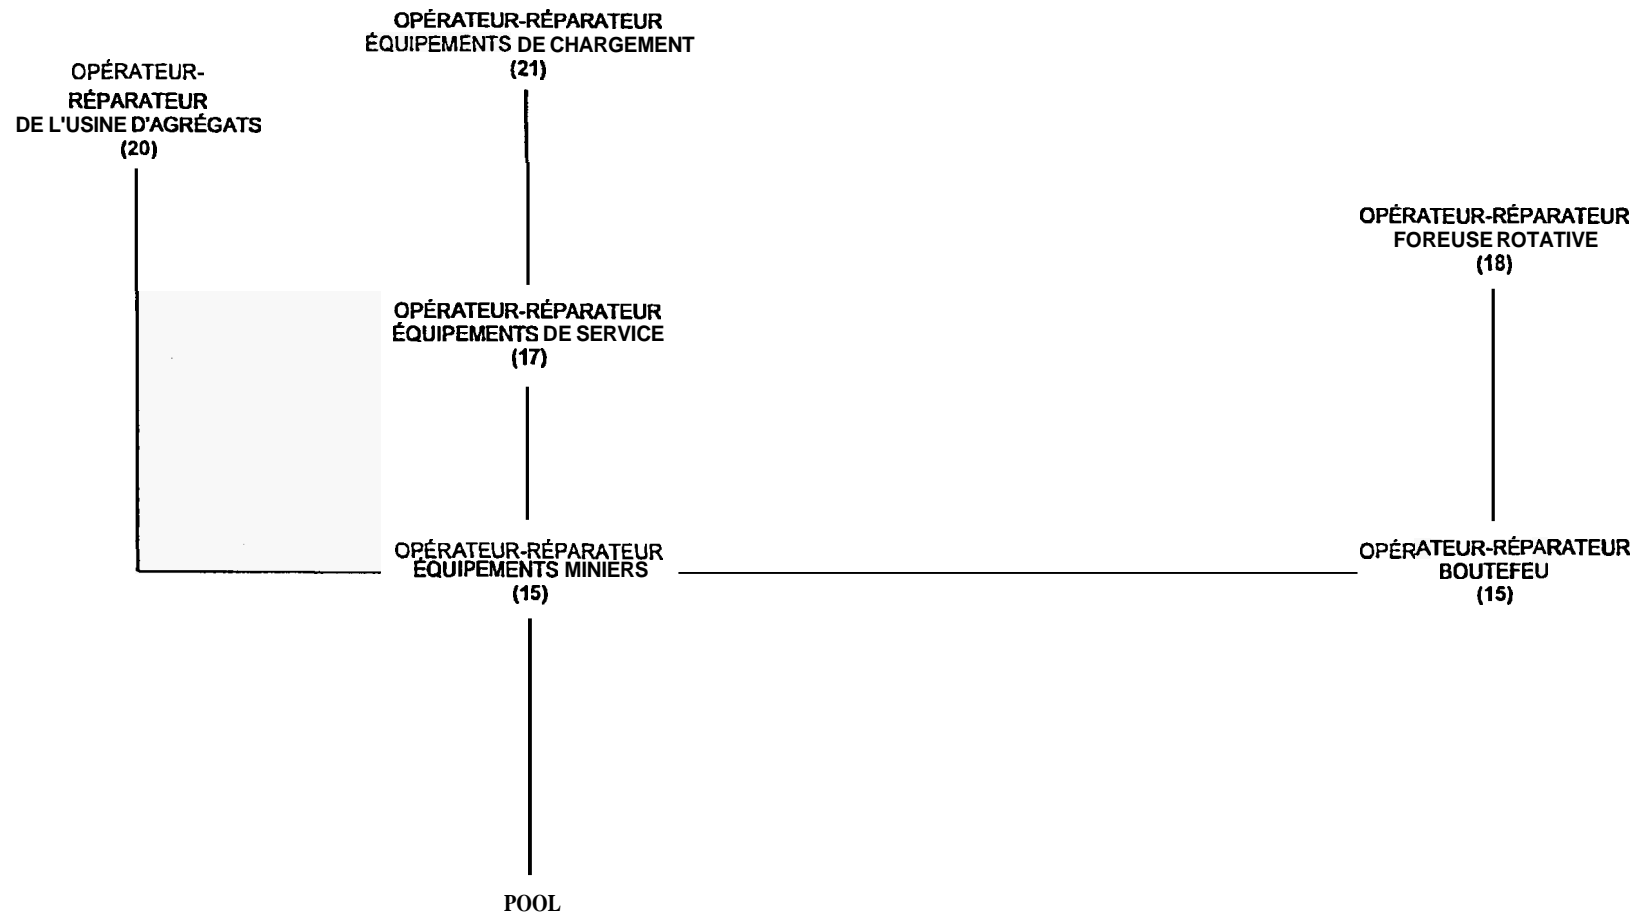 OPÉRATEUR-RÉPARATEUR
ÉQUIPEMENTS DE CHARGEMENT
(21)
OPÉRATEUR-
RÉPARATEUR
DE L'USINE D'AGRÉGATS
(20)
OPÉRATEUR-RÉPARATEUR
FOREUSE ROTATIVE
(18)
OPÉRATEUR-RÉPARATEUR
ÉQUIPEMENTS DE SERVICE
(17)
OPÉRATEUR-RÉPARATEUR
ÉQUIPEMENTS MINIERS
(15)
OPÉRATEUR-RÉPARATEUR
BOUTEFEU
(15)
POOL